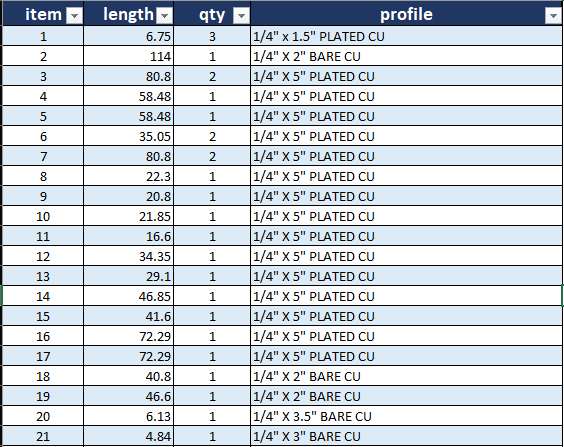 item length qty profile
1 6.75 3 1/4" x 1.5" PLATED CU
2 114 1 1/4" X 2" BARE CU
3 80.8 2 1/4" X 5" PLATED CU
4 58.48 1 1/4" X 5" PLATED CU
5 58.48 1 1/4" X 5" PLATED CU
6 35.05 2 1/4" X 5" PLATED CU
7 80.8 2 1/4" X 5" PLATED CU
8 22.3 1 1/4" X 5" PLATED CU
9 20.8 1 1/4" X 5" PLATED CU
10 21.85 1 1/4" X 5" PLATED CU
11 16.6 1 1/4" X 5" PLATED CU
12 34.35 1 1/4" X 5" PLATED CU
13 29.1 1 1/4" X 5" PLATED CU
14 46.85 1 1/4" X 5" PLATED CU
15 41.6 1 1/4" X 5" PLATED CU
16 72.29 1 1/4" X 5" PLATED CU
17 72.29 1 1/4" X 5" PLATED CU
18 40.8 1 1/4" X 2" BARE CU
19 46.6 1 1/4" X 2" BARE CU
20 6.13 1 1/4" X 3.5" BARE CU
21 4.84 1 1/4" X 3" BARE CU